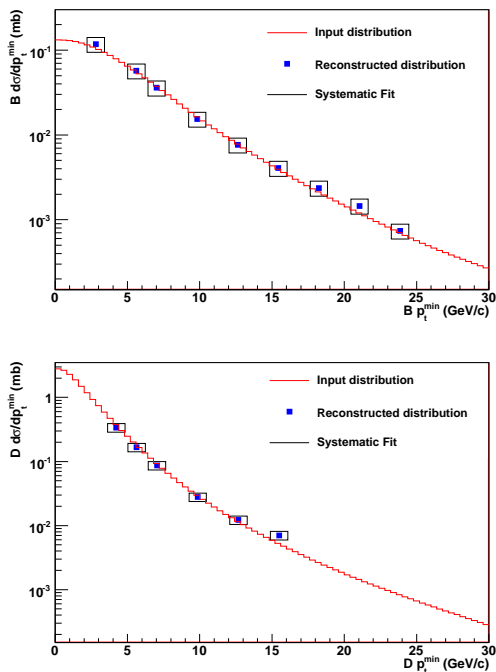 B dσ/dp_t^min (mb)
Input distribution
Reconstructed distribution
Systematic Fit
10^-1
10^-2
10^-3
0 5 10 15 20 25 30
B p_t^min (GeV/c)
D dσ/dp_t^min (mb)
Input distribution
Reconstructed distribution
Systematic Fit
1
10^-1
10^-2
10^-3
0 5 10 15 20 25 30
D p_t^min (GeV/c)